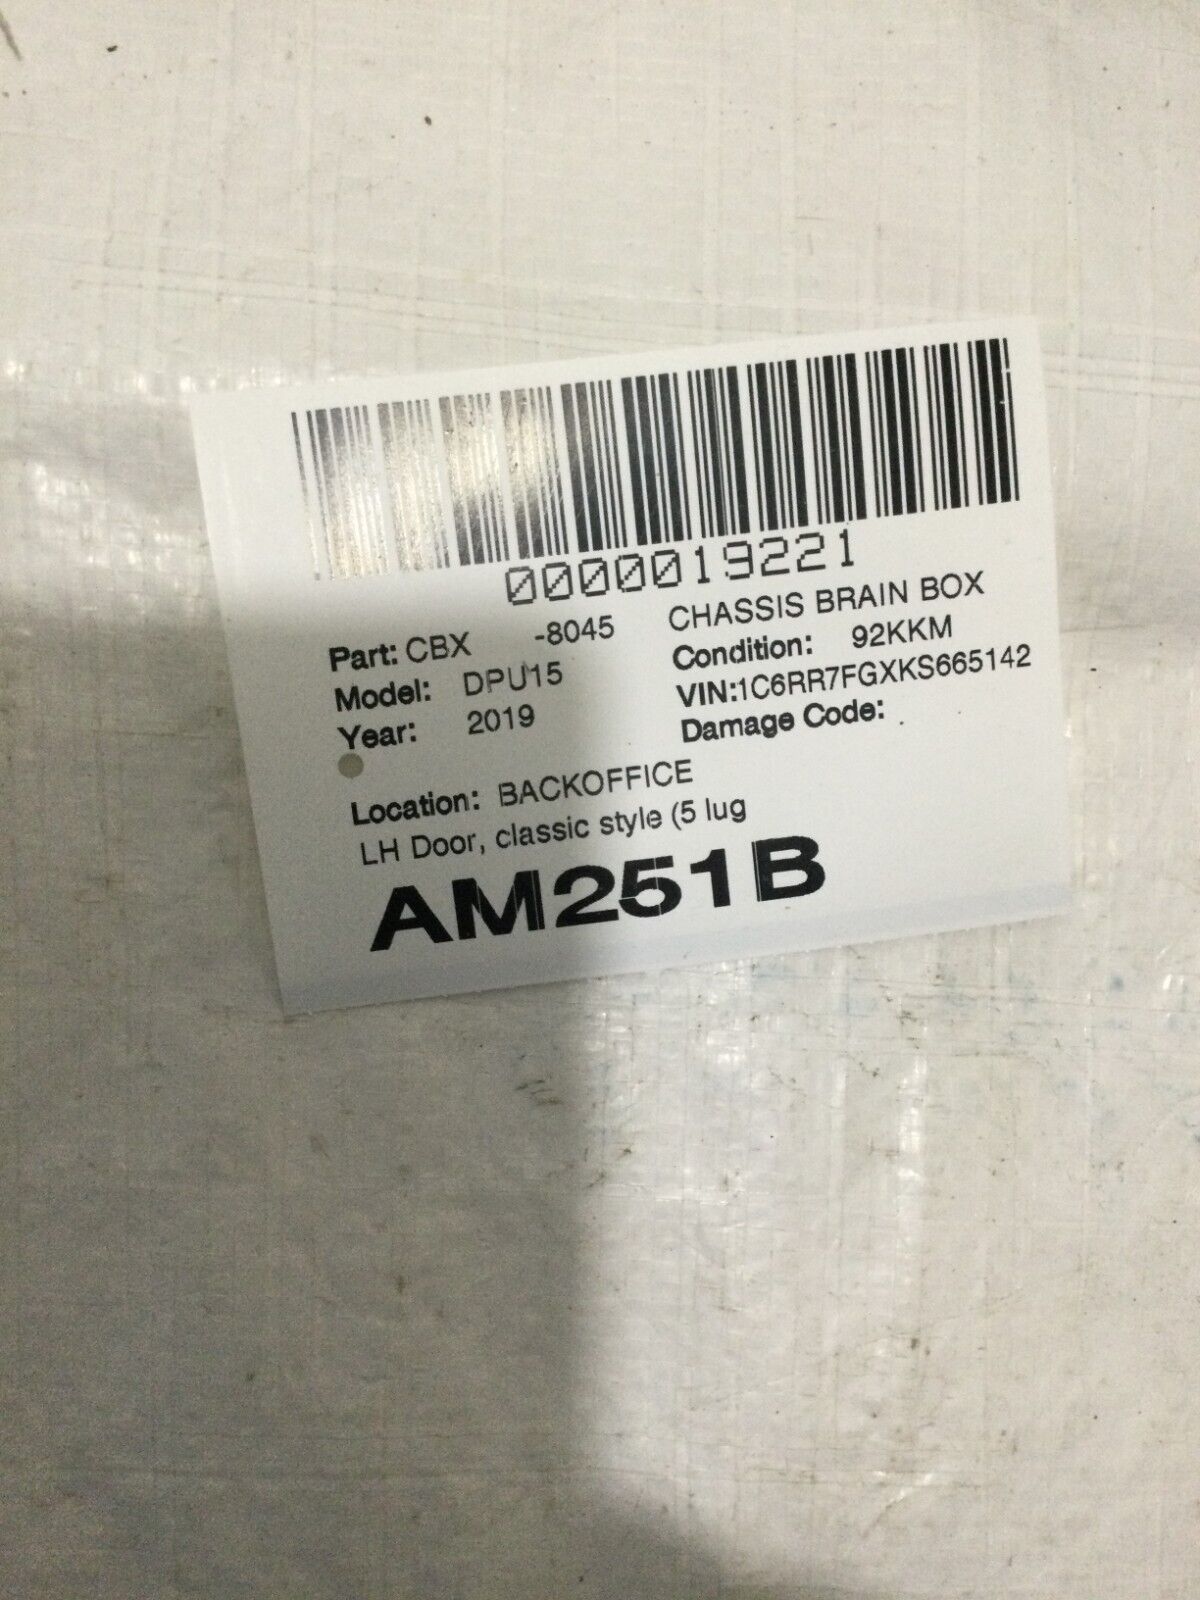 0000019221
Part: CBX -8045 CHASSIS BRAIN BOX
Model: DPU15 Condition: 92KKM
Year: 2019 VIN:1C6RR7FGXKS665142
Damage Code: .
Location: BACKOFFICE
LH Door, classic style (5 lug
AM251B